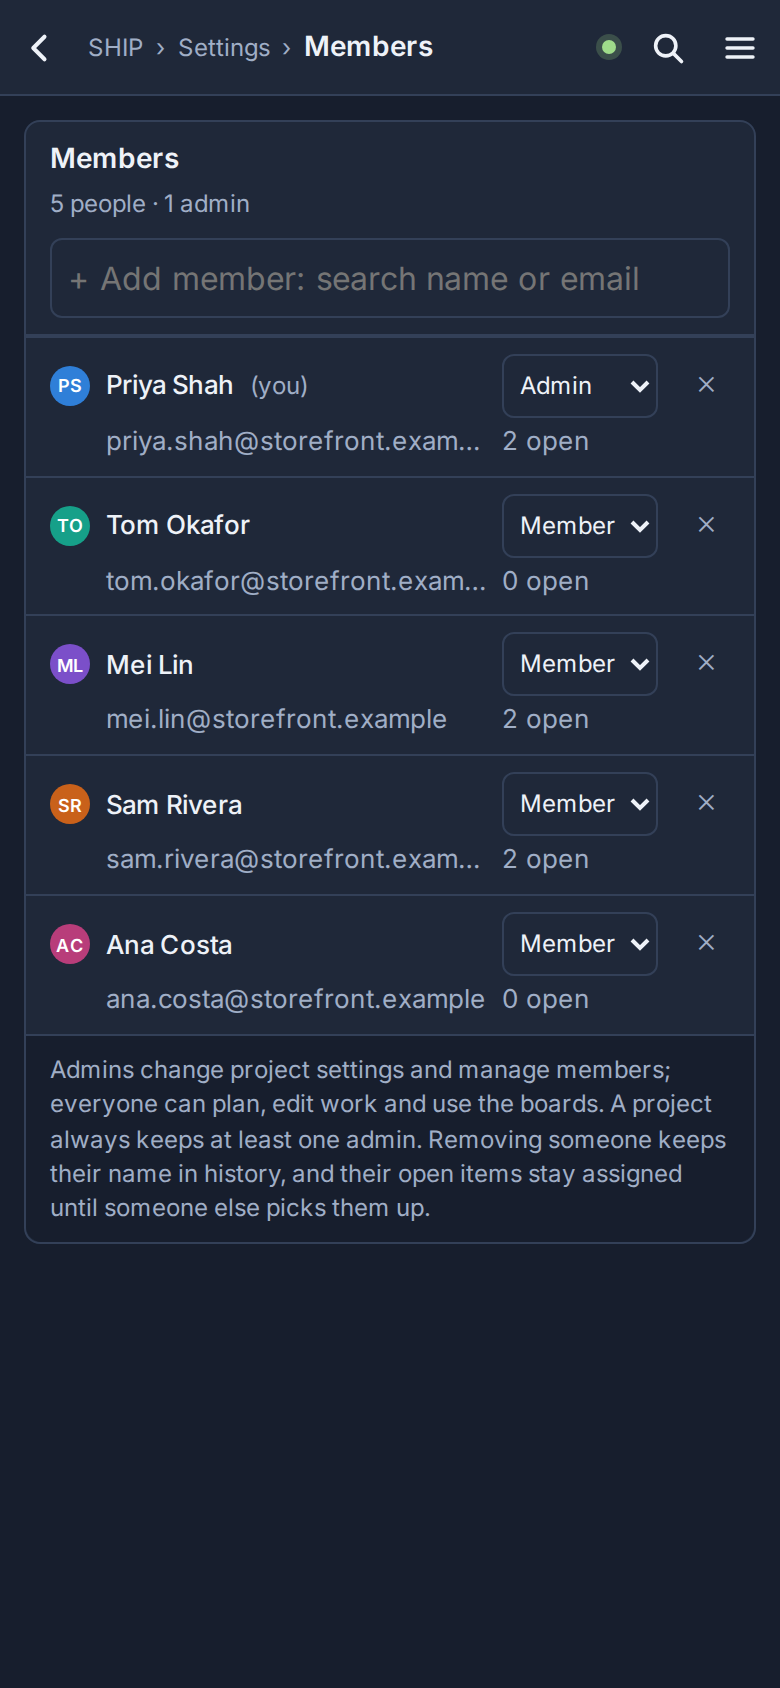 SHIP › Settings › Members
Members
5 people · 1 admin
+ Add member: search name or email
PS Priya Shah (you) Admin ×
priya.shah@storefront.exam... 2 open
TO Tom Okafor Member ×
tom.okafor@storefront.exam... 0 open
ML Mei Lin Member ×
mei.lin@storefront.example 2 open
SR Sam Rivera Member ×
sam.rivera@storefront.exam... 2 open
AC Ana Costa Member ×
ana.costa@storefront.example 0 open
Admins change project settings and manage members;
everyone can plan, edit work and use the boards. A project
always keeps at least one admin. Removing someone keeps
their name in history, and their open items stay assigned
until someone else picks them up.